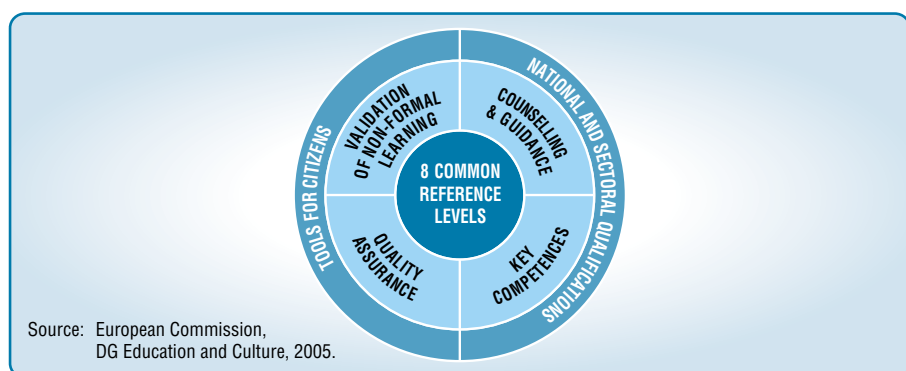 TOOLS FOR CITIZENS
NATIONAL AND SECTORAL QUALIFICATIONS
VALIDATION
OF NON-FORMAL
LEARNING
COUNSELLING
& GUIDANCE
8 COMMON
REFERENCE
LEVELS
QUALITY
ASSURANCE
KEY
COMPETENCES
Source: European Commission,
DG Education and Culture, 2005.